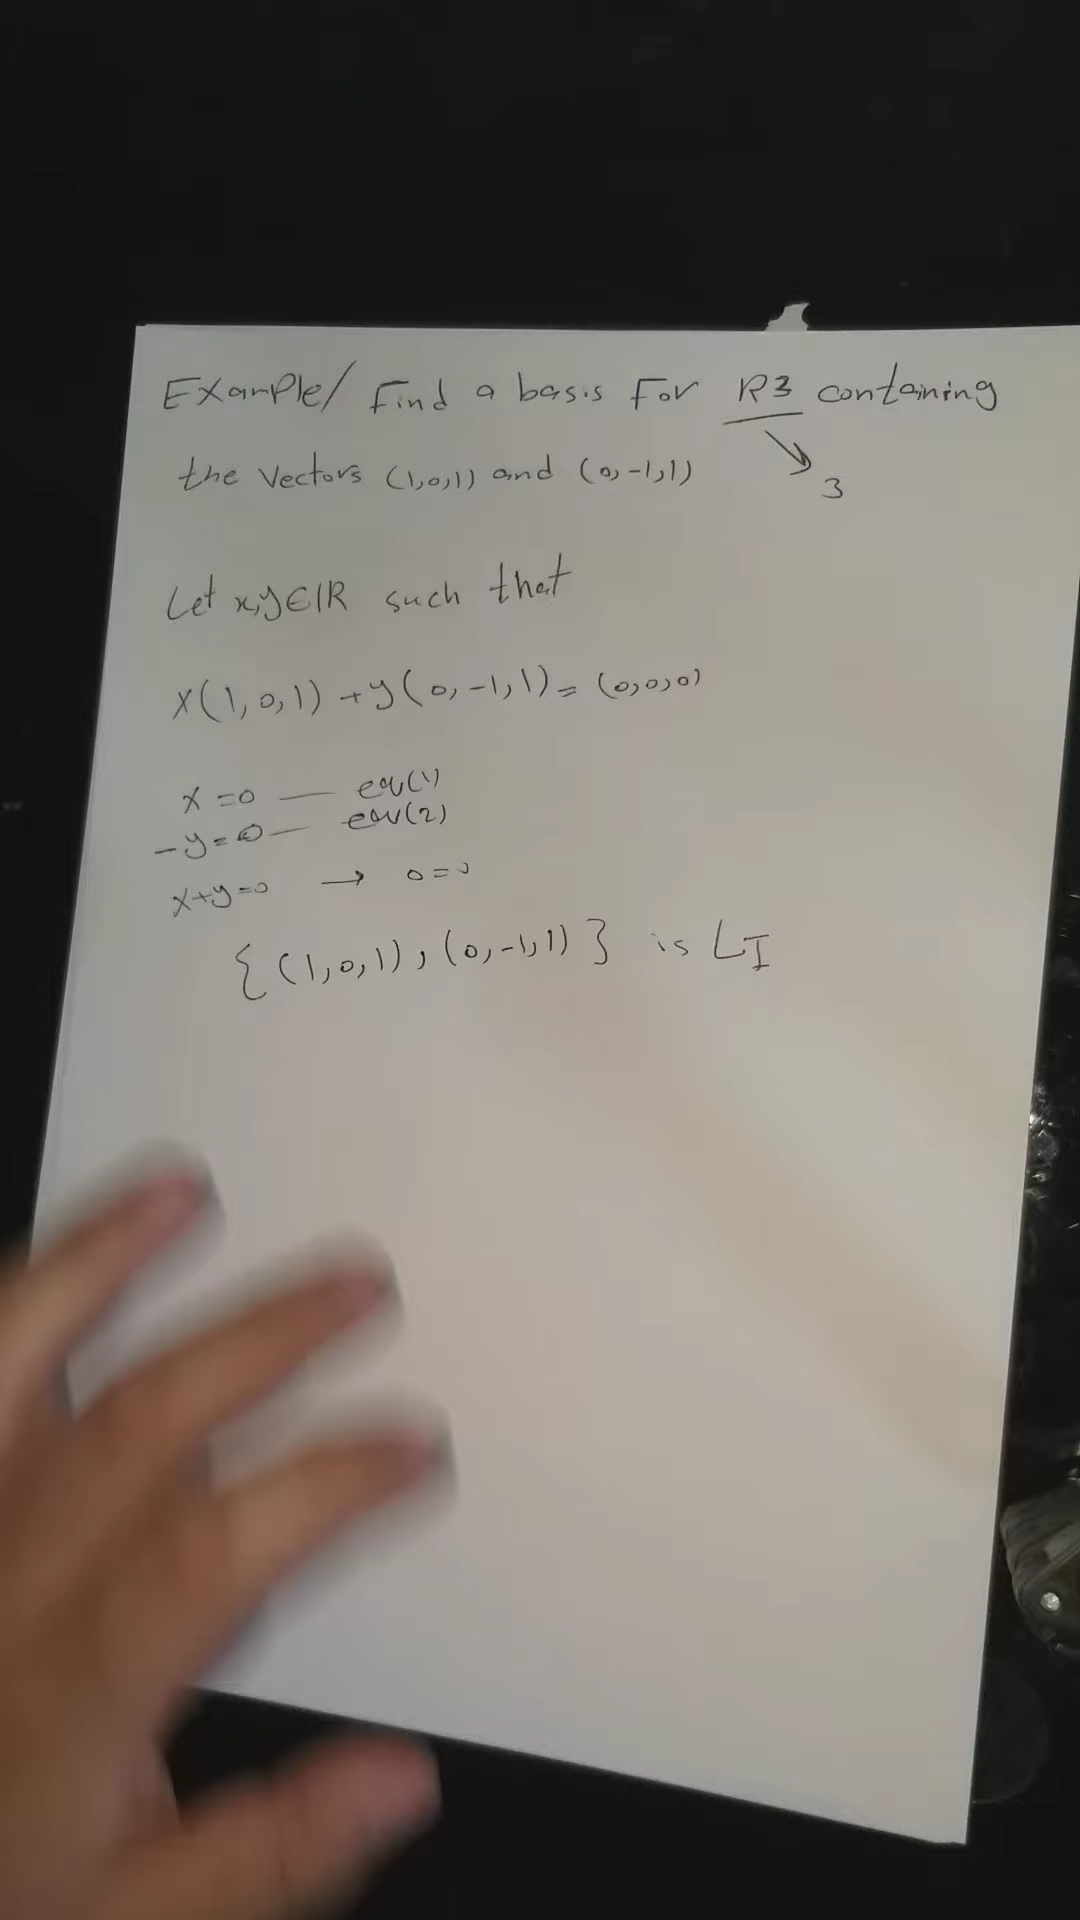 Example/ Find a basis For R3 containing
the vectors (1,0,1) and (0,-1,1)
3
Let x,y∈IR such that
x(1,0,1) + y(0,-1,1) = (0,0,0)
x = 0 — eq(1)
-y = 0 — eq(2)
x+y=0 → 0=0
{(1,0,1), (0,-1,1)} is LI